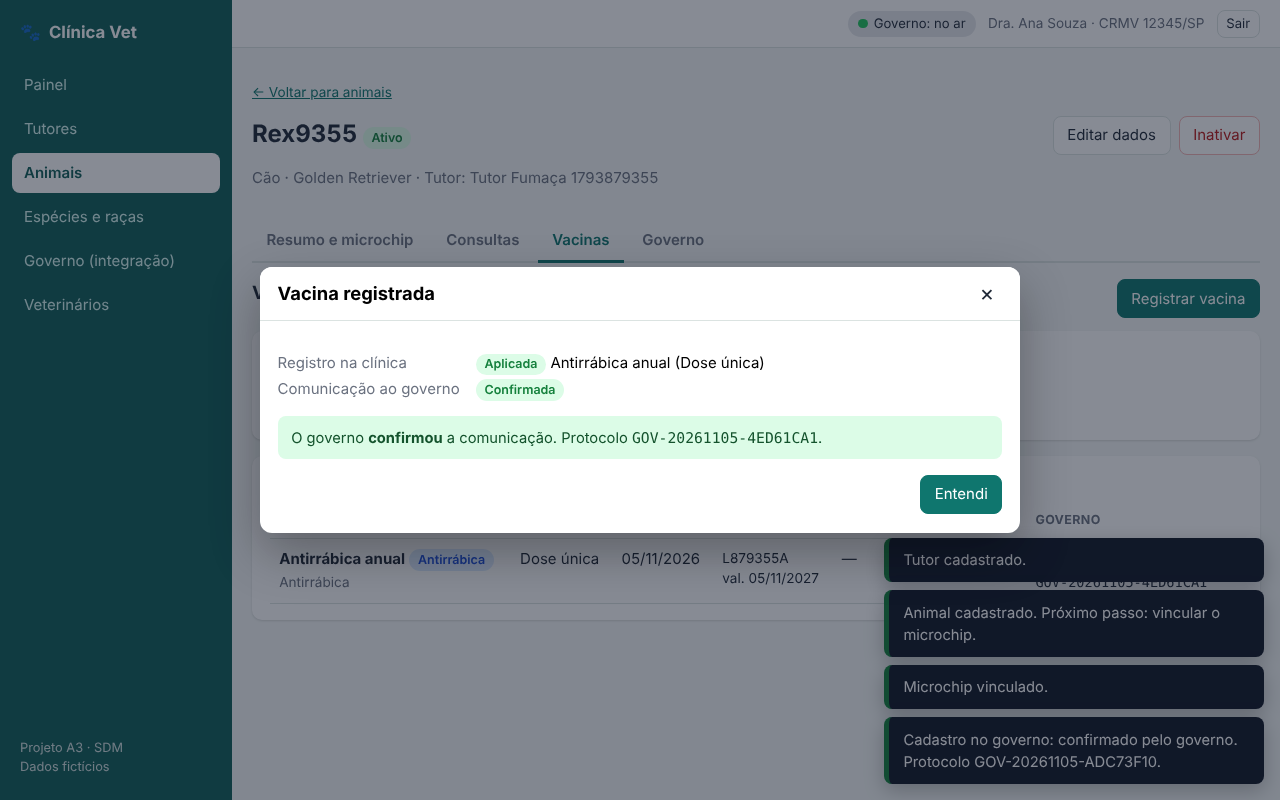 Clínica Vet
Governo: no ar
Dra. Ana Souza · CRMV 12345/SP
Sair
Painel
Tutores
Animais
Espécies e raças
Governo (integração)
Veterinários
← Voltar para animais
Rex9355 Ativo
Editar dados
Inativar
Cão · Golden Retriever · Tutor: Tutor Fumaça 1793879355
Resumo e microchip
Consultas
Vacinas
Governo
Registrar vacina
Vacina registrada
×
Registro na clínica Aplicada Antirrábica anual (Dose única)
Comunicação ao governo Confirmada
O governo confirmou a comunicação. Protocolo GOV-20261105-4ED61CA1.
Entendi
GOVERNO
Antirrábica anual Antirrábica
Antirrábica
Dose única
05/11/2026
L879355A
val. 05/11/2027
—
GOV-20261105-4ED61CA1
Tutor cadastrado.
Animal cadastrado. Próximo passo: vincular o
microchip.
Microchip vinculado.
Cadastro no governo: confirmado pelo governo.
Protocolo GOV-20261105-ADC73F10.
Projeto A3 · SDM
Dados fictícios